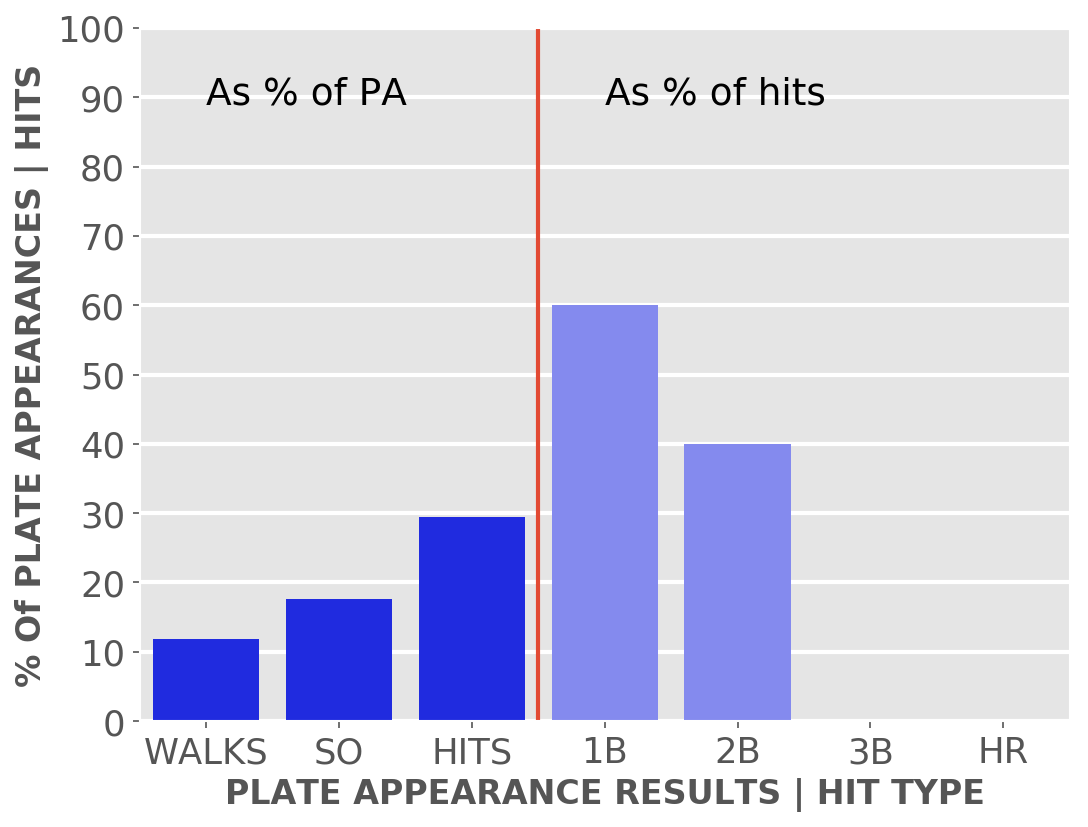 % Of PLATE APPEARANCES | HITS
100
90
80
70
60
50
40
30
20
10
0
As % of PA
As % of hits
WALKS SO HITS 1B 2B 3B HR
PLATE APPEARANCE RESULTS | HIT TYPE